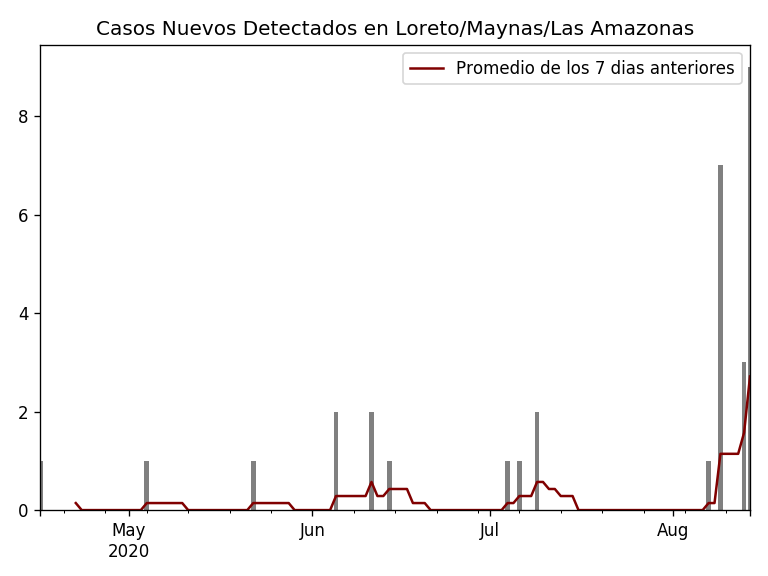 Casos Nuevos Detectados en Loreto/Maynas/Las Amazonas
Promedio de los 7 dias anteriores
8
6
4
2
0
May Jun Jul Aug
2020